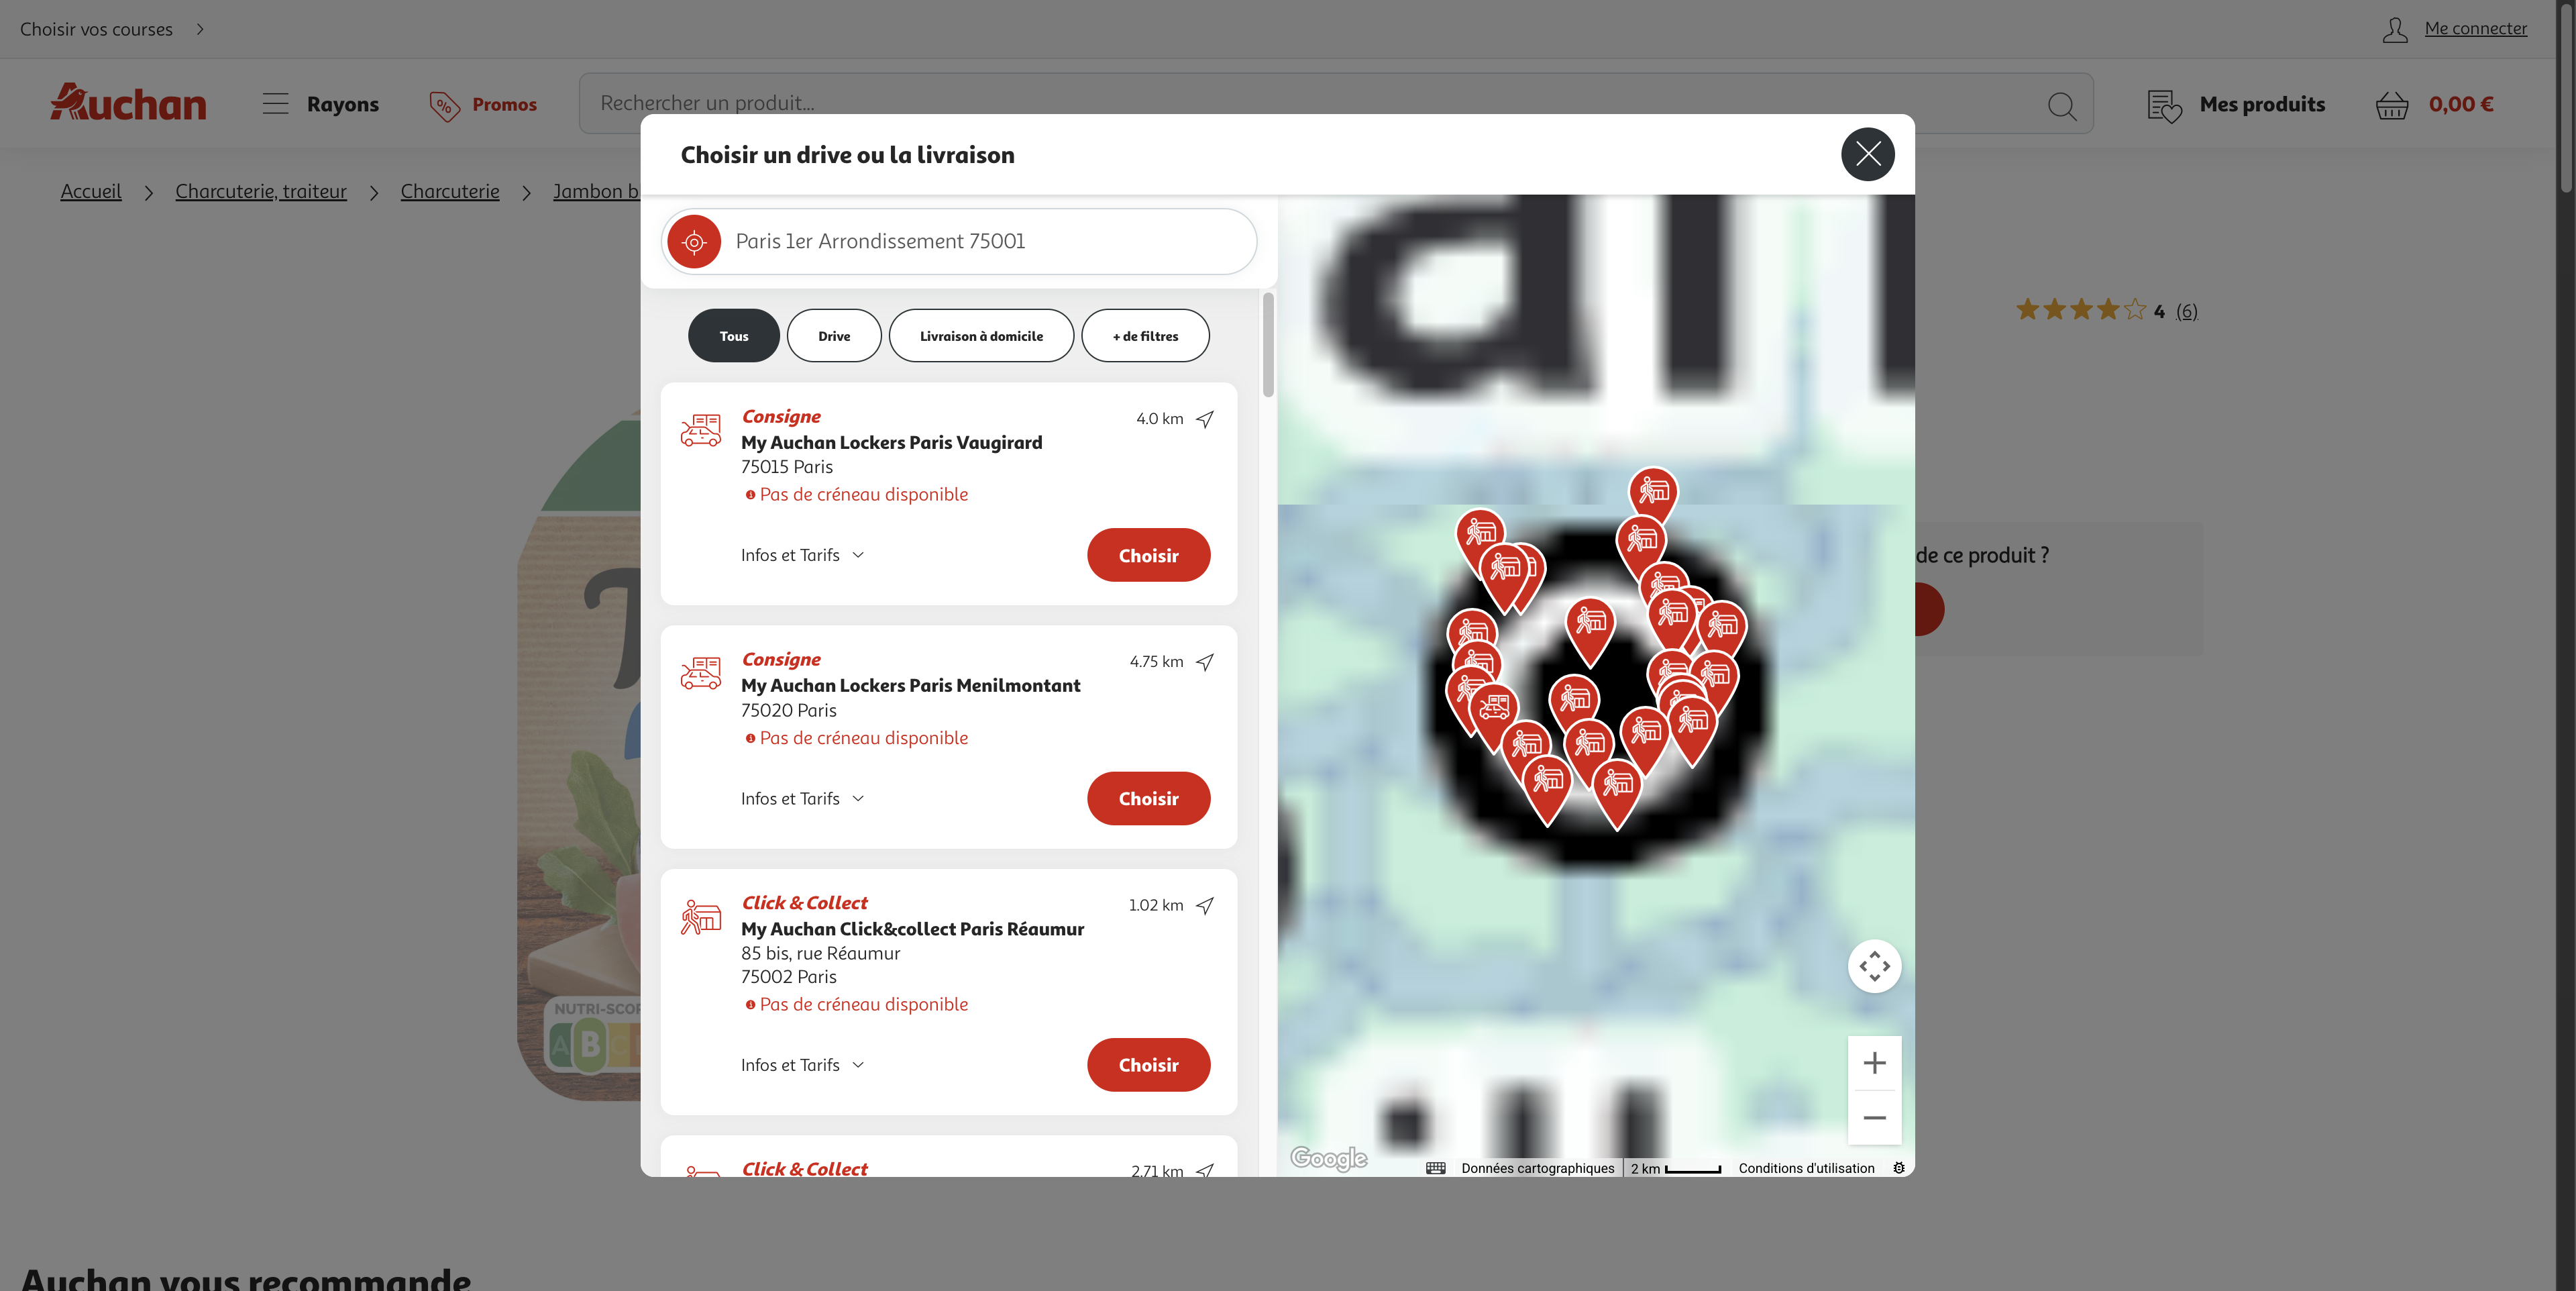 Choisir vos courses
Me connecter
Auchan
Rayons
Promos
Rechercher un produit...
Mes produits
0,00 €
Choisir un drive ou la livraison
Accueil
Charcuterie, traiteur
Charcuterie
Jambon b
Paris 1er Arrondissement 75001
4 (6)
Tous
Drive
Livraison à domicile
+ de filtres
Consigne
4.0 km
My Auchan Lockers Paris Vaugirard
75015 Paris
Pas de créneau disponible
Infos et Tarifs
Choisir
de ce produit ?
Consigne
4.75 km
My Auchan Lockers Paris Menilmontant
75020 Paris
Pas de créneau disponible
Infos et Tarifs
Choisir
Click & Collect
1.02 km
My Auchan Click&collect Paris Réaumur
85 bis, rue Réaumur
75002 Paris
Pas de créneau disponible
NUTRI-SCOR
A B C
Infos et Tarifs
Choisir
Click & Collect
2.71 km
Google
Données cartographiques
2 km
Conditions d'utilisation
Auchan vous recommande